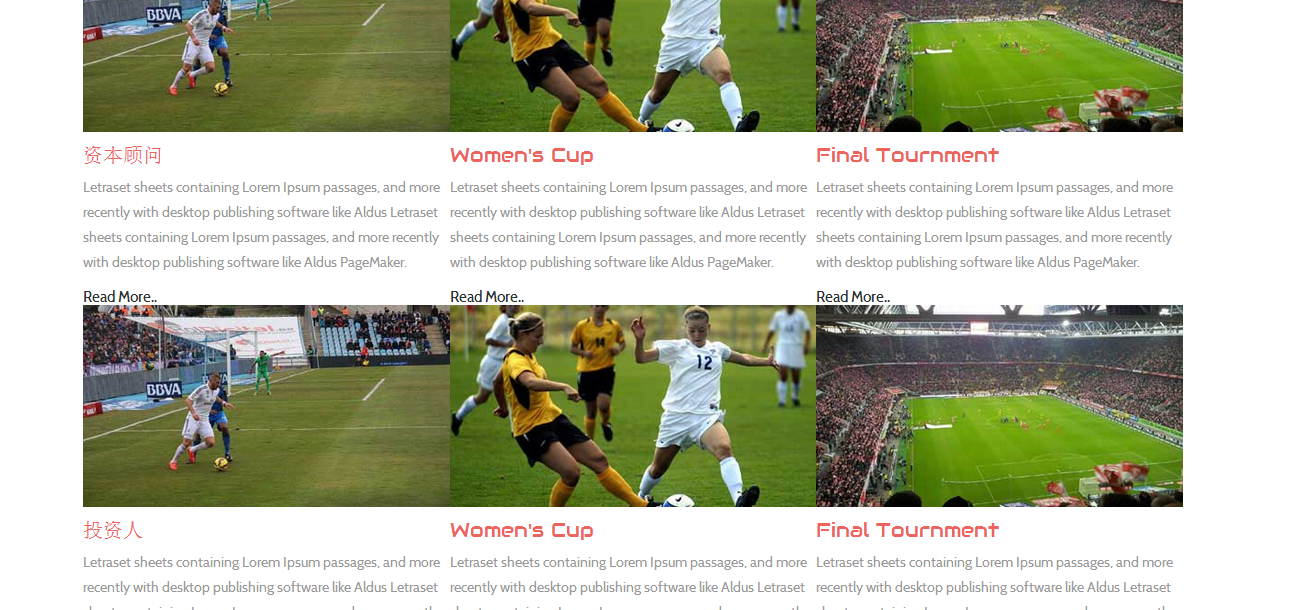 BBVA
资本顾问
Letraset sheets containing Lorem Ipsum passages, and more
recently with desktop publishing software like Aldus Letraset
sheets containing Lorem Ipsum passages, and more recently
with desktop publishing software like Aldus PageMaker.
Read More..
Women's Cup
Letraset sheets containing Lorem Ipsum passages, and more
recently with desktop publishing software like Aldus Letraset
sheets containing Lorem Ipsum passages, and more recently
with desktop publishing software like Aldus PageMaker.
Read More..
Final Tournment
Letraset sheets containing Lorem Ipsum passages, and more
recently with desktop publishing software like Aldus Letraset
sheets containing Lorem Ipsum passages, and more recently
with desktop publishing software like Aldus PageMaker.
Read More..
BBVA
14
12
投资人
Letraset sheets containing Lorem Ipsum passages, and more
recently with desktop publishing software like Aldus Letraset
Women's Cup
Letraset sheets containing Lorem Ipsum passages, and more
recently with desktop publishing software like Aldus Letraset
Final Tournment
Letraset sheets containing Lorem Ipsum passages, and more
recently with desktop publishing software like Aldus Letraset